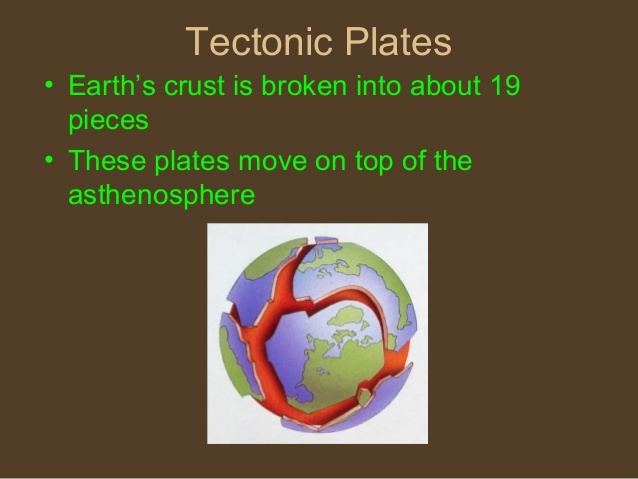 Tectonic Plates
• Earth’s crust is broken into about 19
pieces
• These plates move on top of the
asthenosphere